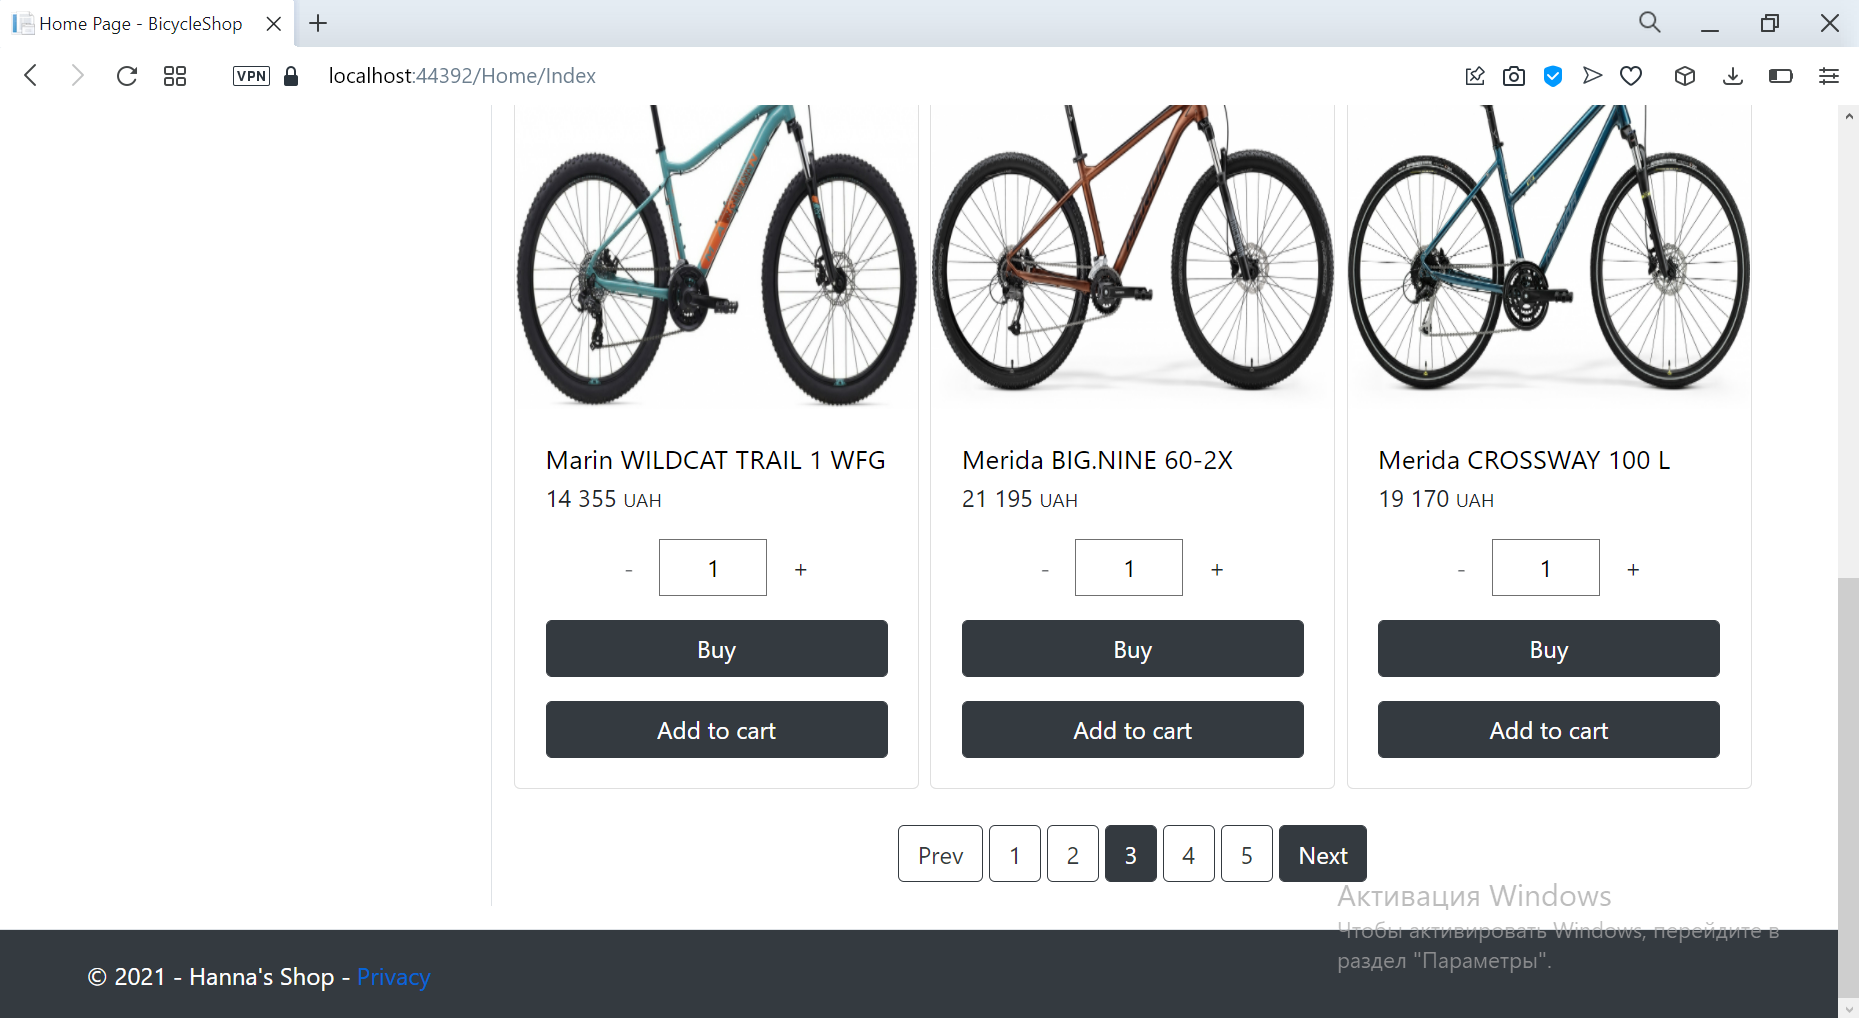 Home Page - BicycleShop
VPN
localhost:44392/Home/Index
Marin WILDCAT TRAIL 1 WFG
14 355 UAH
- 1 +
Buy
Add to cart
Merida BIG.NINE 60-2X
21 195 UAH
- 1 +
Buy
Add to cart
Merida CROSSWAY 100 L
19 170 UAH
- 1 +
Buy
Add to cart
Prev 1 2 3 4 5 Next
Активация Windows
Чтобы активировать Windows, перейдите в
раздел "Параметры".
© 2021 - Hanna's Shop - Privacy